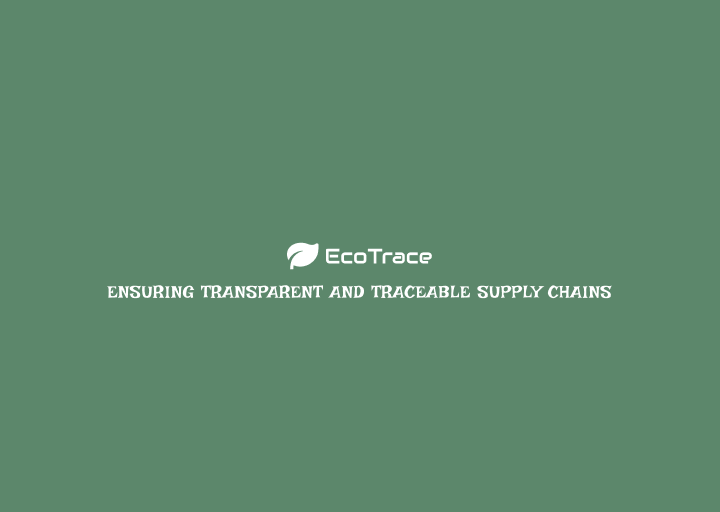 EcoTrace
ENSURING TRANSPARENT AND TRACEABLE SUPPLY CHAINS